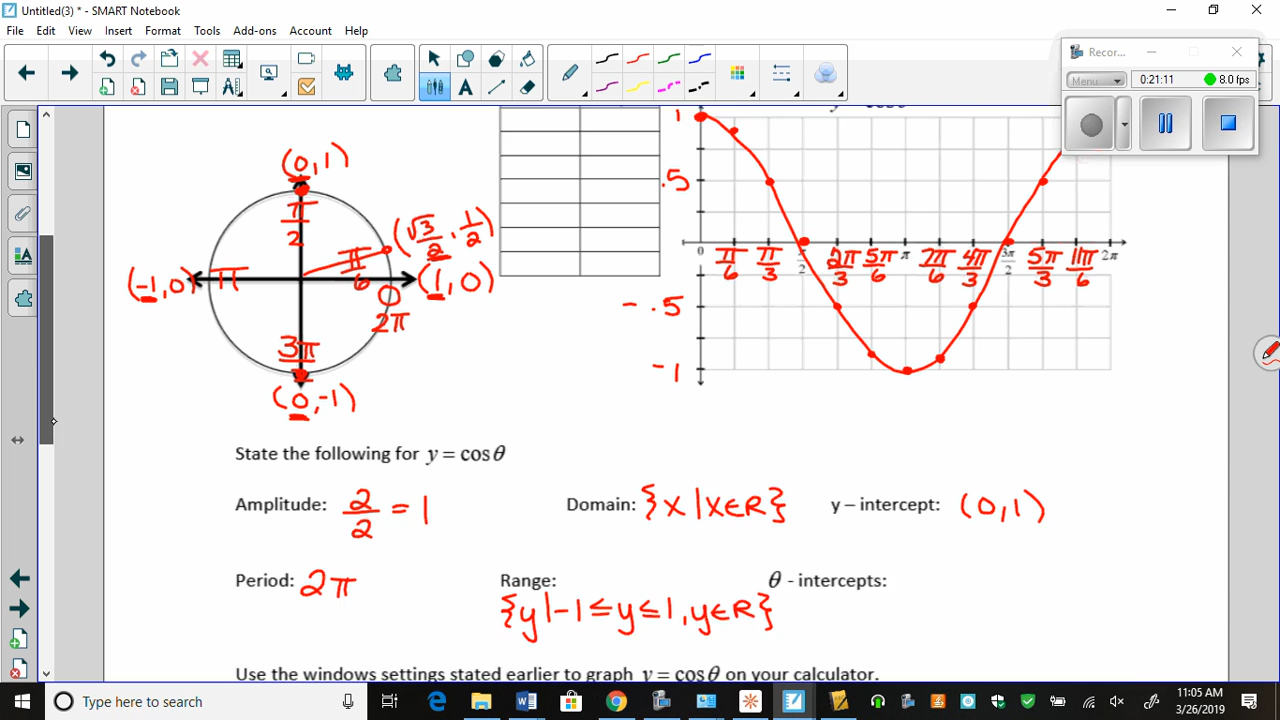 Untitled(3) * - SMART Notebook
File Edit View Insert Format Tools Add-ons Account Help
Recor...
Menu
0:21:11
8.0 fps
(0,1)
π/2
(√3/2, 1/2)
π/6
(-1,0)
π
(1,0)
0
2π
3π/2
(0,-1)
1
.5
0 π/6 π/3 π/2 2π/3 5π/6 π 7π/6 4π/3 3π/2 5π/3 11π/6 2π
-.5
-1
State the following for y = cosθ
Amplitude: 2/2 = 1
Domain: {x|x∈R}
y – intercept: (0,1)
Period: 2π
Range:
{y|-1≤y≤1,y∈R}
θ - intercepts:
Use the windows settings stated earlier to graph y = cosθ on your calculator.
Type here to search
11:05 AM
3/26/2019